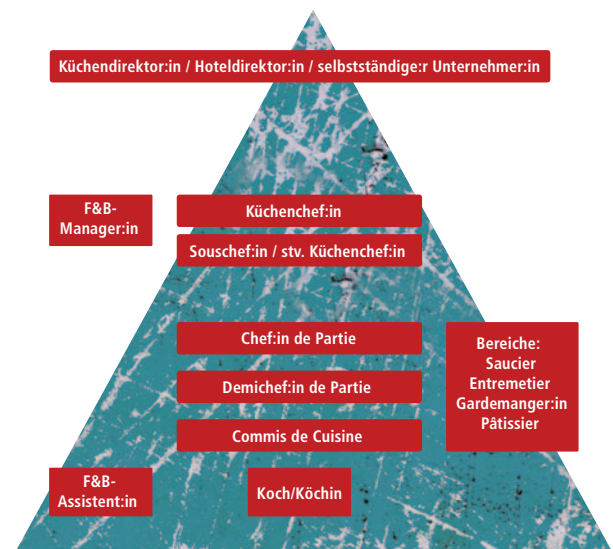 Küchendirektor:in / Hoteldirektor:in / selbstständige:r Unternehmer:in
F&B-
Manager:in
Küchenchef:in
Souschef:in / stv. Küchenchef:in
Chef:in de Partie
Demichef:in de Partie
Commis de Cuisine
Bereiche:
Saucier
Entremetier
Gardemanger:in
Pâtissier
F&B-
Assistent:in
Koch/Köchin